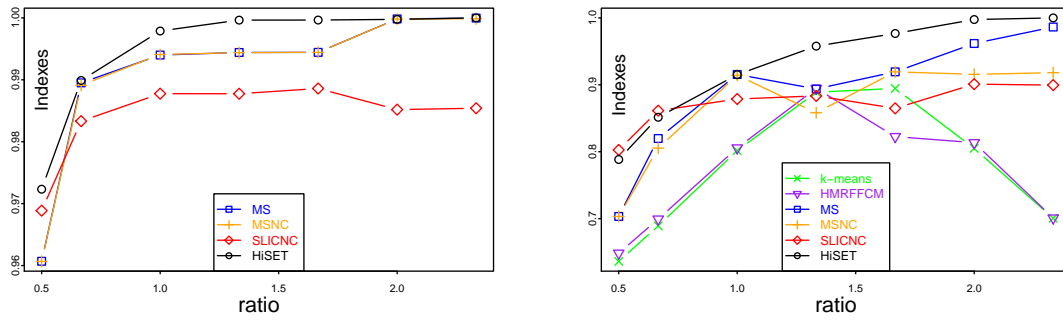 Indexes
1.00
0.99
0.98
0.97
0.96
MS
MSNC
SLICNC
HiSET
0.5
1.0
1.5
2.0
ratio
Indexes
1.0
0.9
0.8
0.7
k−means
HMRFFCM
MS
MSNC
SLICNC
HiSET
0.5
1.0
1.5
2.0
ratio